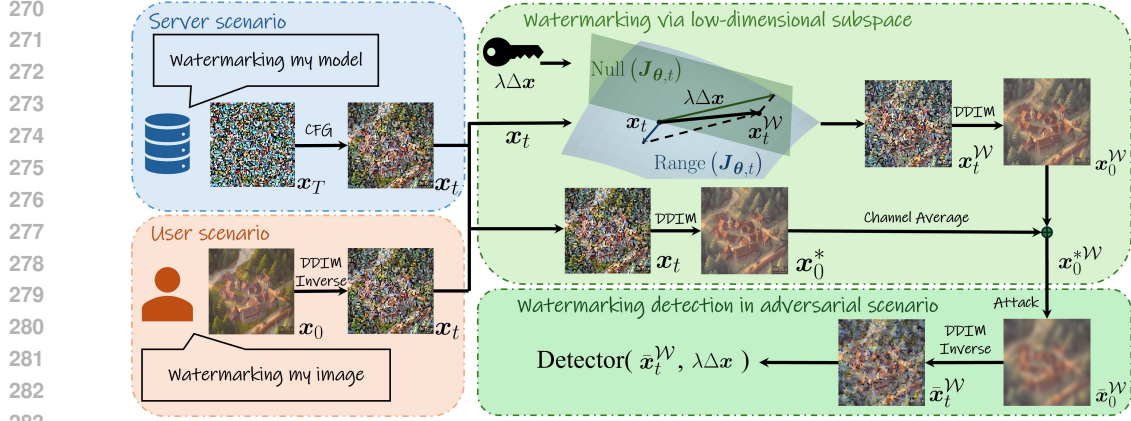 270
271
272
273
274
275
276
277
278
279
280
281
282
283
Server scenario
Watermarking my model
CFG
x_T
x_t
User scenario
DDIM
Inverse
x_0
x_t
Watermarking my image
Watermarking via low-dimensional subspace
λΔx
Null (J_θ,t)
λΔx
x_t
x_t^W
x_t
Range (J_θ,t)
DDIM
x_t^W
x_0^W
DDIM
Channel Average
x_t
x_0^*
x_0^*W
Watermarking detection in adversarial scenario
Attack
DDIM
Inverse
Detector( x̄_t^W, λΔx )
x̄_t^W
x̄_0^W